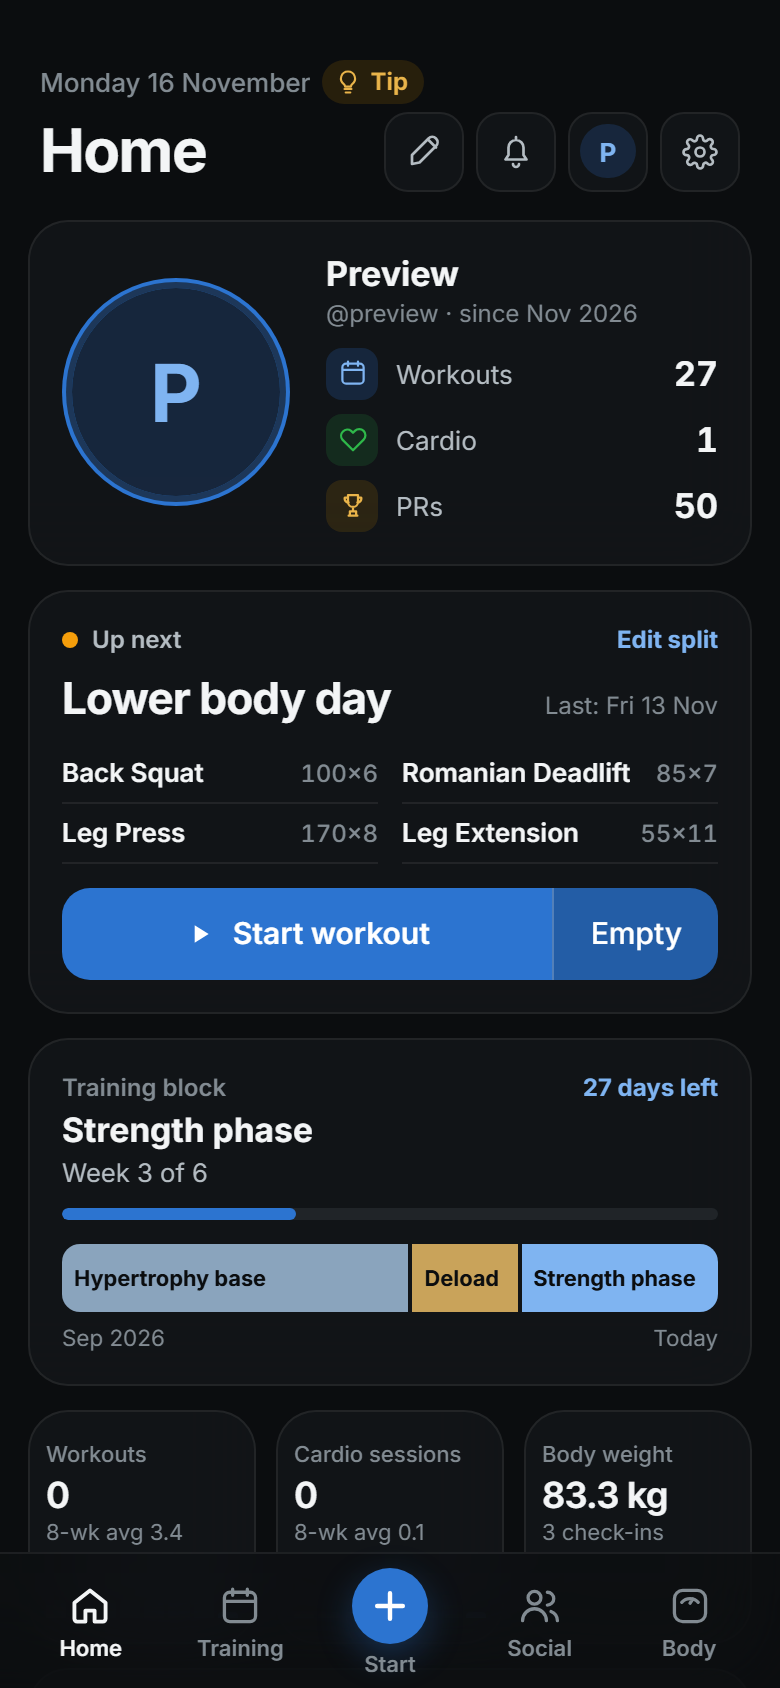 Monday 16 November Tip
Home P
P
Preview
@preview · since Nov 2026
Workouts 27
Cardio 1
PRs 50
Up next Edit split
Lower body day Last: Fri 13 Nov
Back Squat 100×6 Romanian Deadlift 85×7
Leg Press 170×8 Leg Extension 55×11
Start workout Empty
Training block 27 days left
Strength phase
Week 3 of 6
Hypertrophy base Deload Strength phase
Sep 2026 Today
Workouts Cardio sessions Body weight
0 0 83.3 kg
8-wk avg 3.4 8-wk avg 0.1 3 check-ins
Home Training Start Social Body